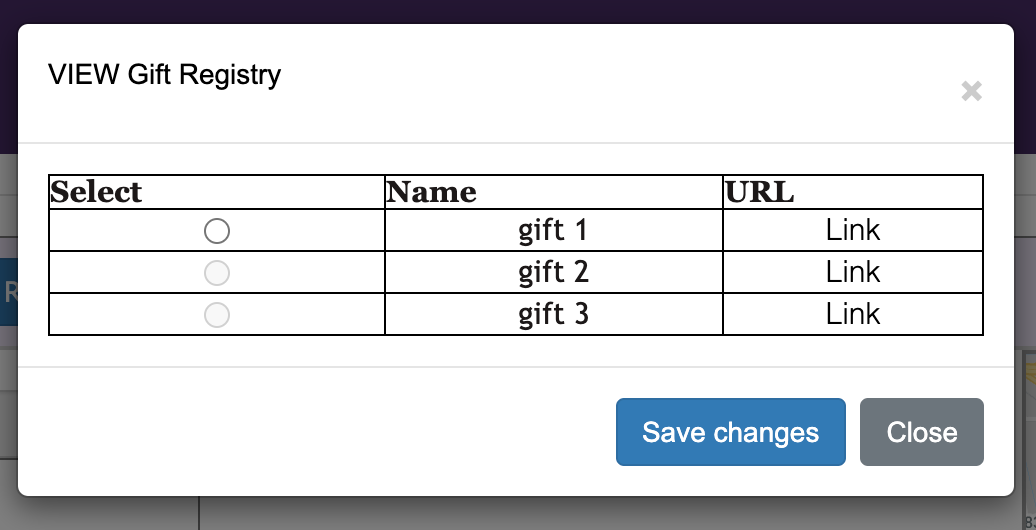 VIEW Gift Registry
×
Select Name URL
gift 1 Link
gift 2 Link
gift 3 Link
R
Save changes Close